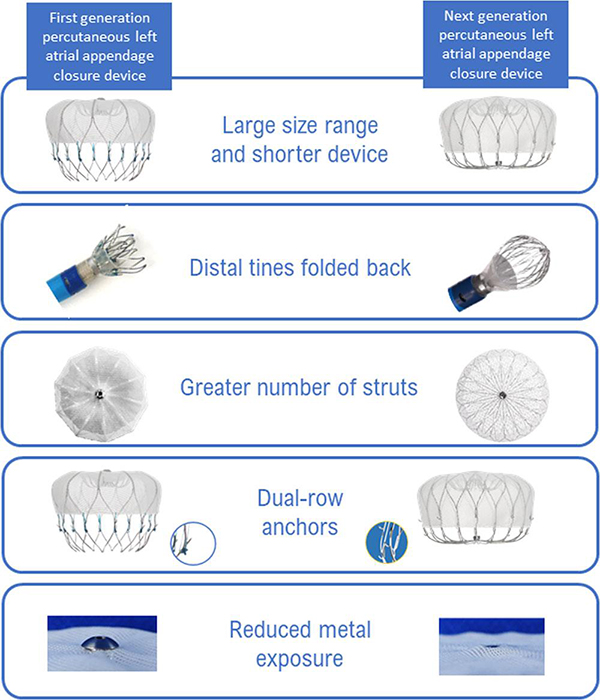 First generation
percutaneous left
atrial appendage
closure device
Next generation
percutaneous left
atrial appendage
closure device
Large size range
and shorter device
Distal tines folded back
Greater number of struts
Dual-row
anchors
Reduced metal
exposure